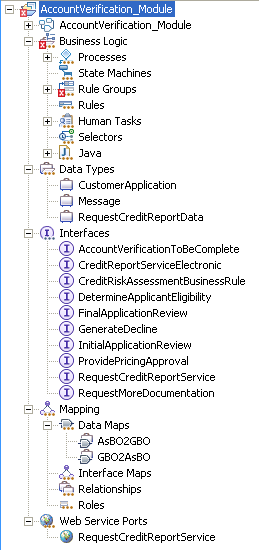 AccountVerification_Module
AccountVerification_Module
Business Logic
Processes
State Machines
Rule Groups
Rules
Human Tasks
Selectors
Java
Data Types
CustomerApplication
Message
RequestCreditReportData
Interfaces
AccountVerificationToBeComplete
CreditReportServiceElectronic
CreditRiskAssessmentBusinessRule
DetermineApplicantEligibility
FinalApplicationReview
GenerateDecline
InitialApplicationReview
ProvidePricingApproval
RequestCreditReportService
RequestMoreDocumentation
Mapping
Data Maps
AsBO2GBO
GBO2AsBO
Interface Maps
Relationships
Roles
Web Service Ports
RequestCreditReportService